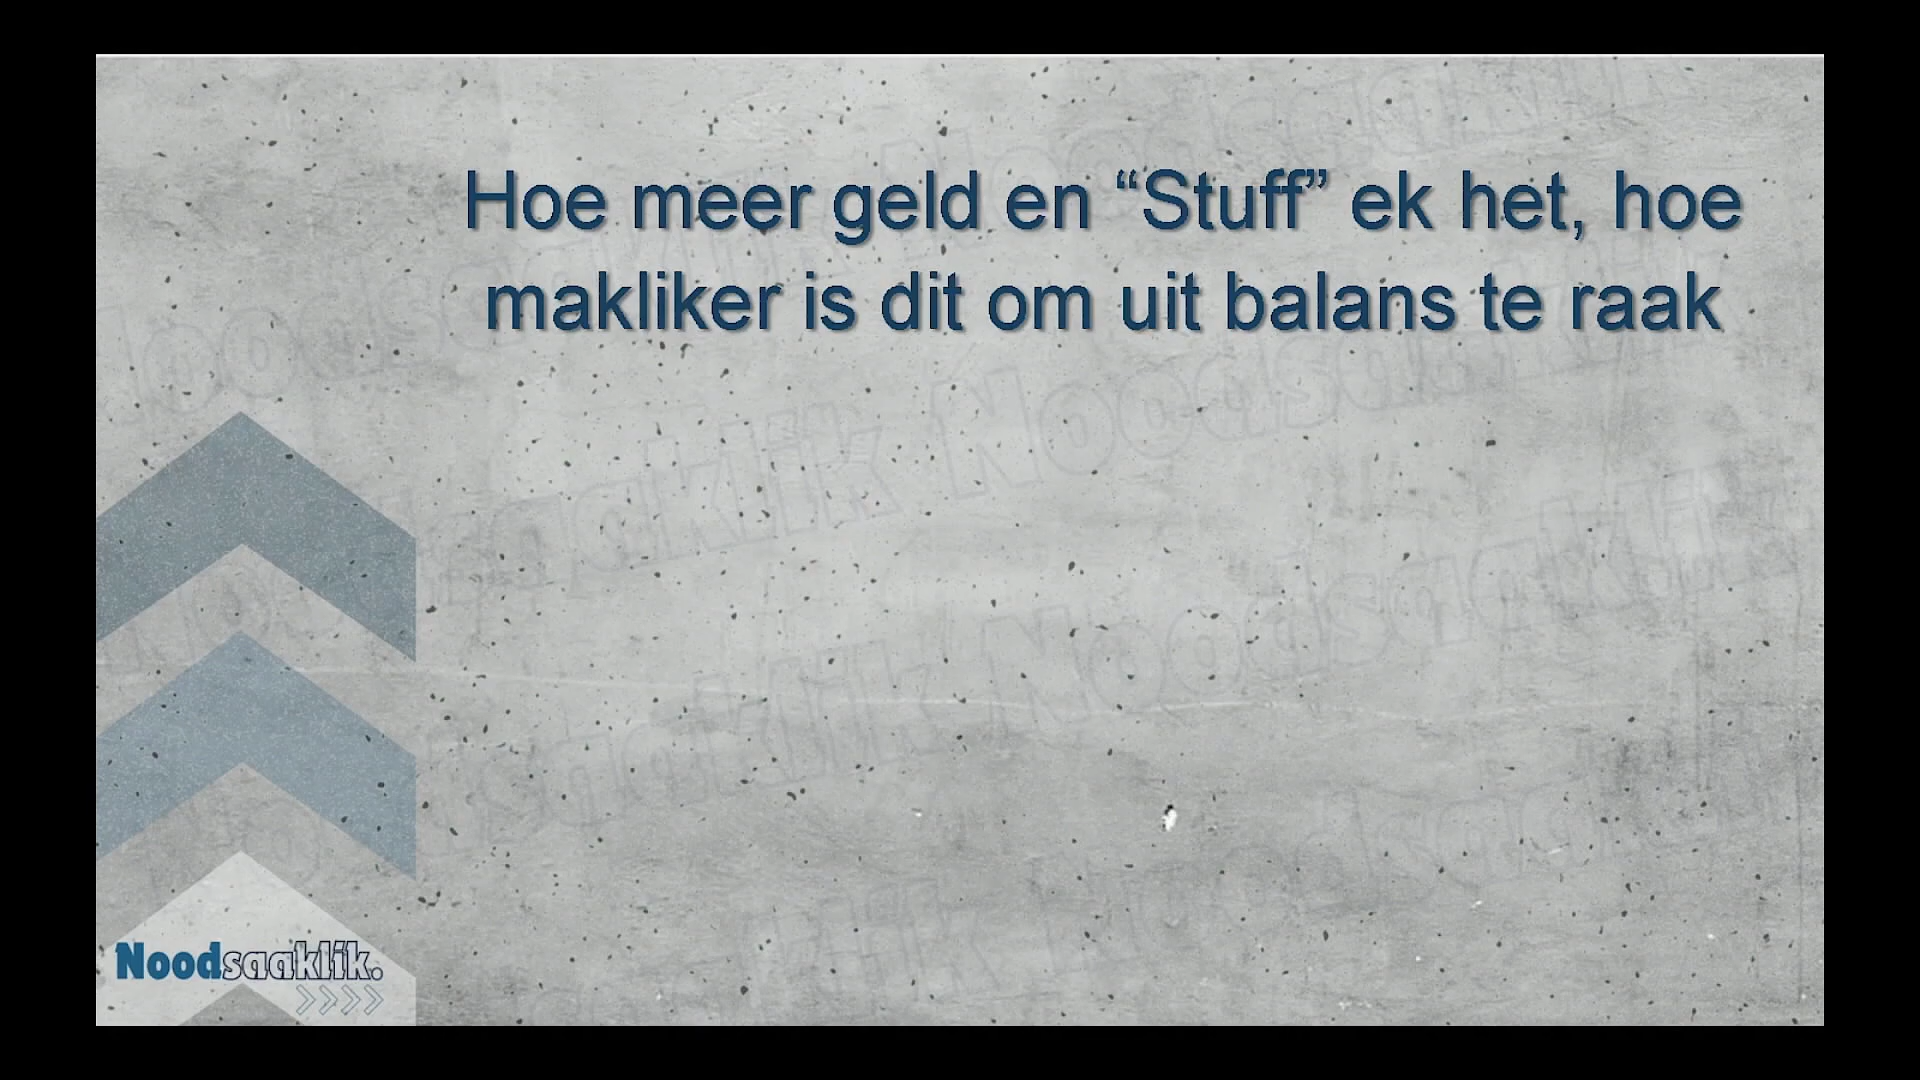 Hoe meer geld en “Stuff” ek het, hoe
makliker is dit om uit balans te raak
Noodsaaklik.